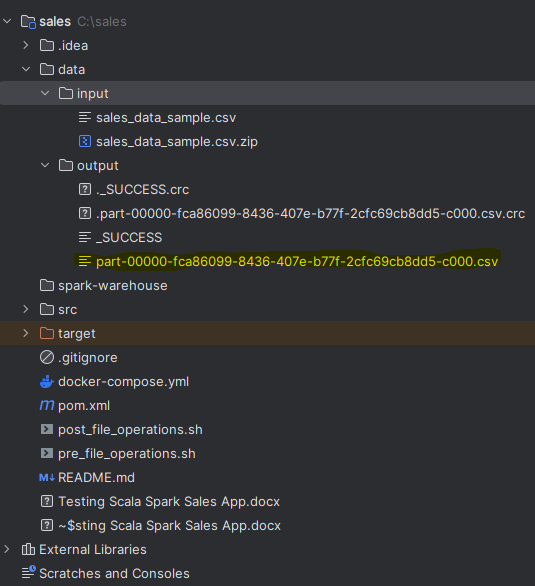 sales C:\sales
.idea
data
input
sales_data_sample.csv
sales_data_sample.csv.zip
output
._SUCCESS.crc
.part-00000-fca86099-8436-407e-b77f-2cfc69cb8dd5-c000.csv.crc
_SUCCESS
part-00000-fca86099-8436-407e-b77f-2cfc69cb8dd5-c000.csv
spark-warehouse
src
target
.gitignore
docker-compose.yml
pom.xml
post_file_operations.sh
pre_file_operations.sh
README.md
Testing Scala Spark Sales App.docx
~$sting Scala Spark Sales App.docx
External Libraries
Scratches and Consoles